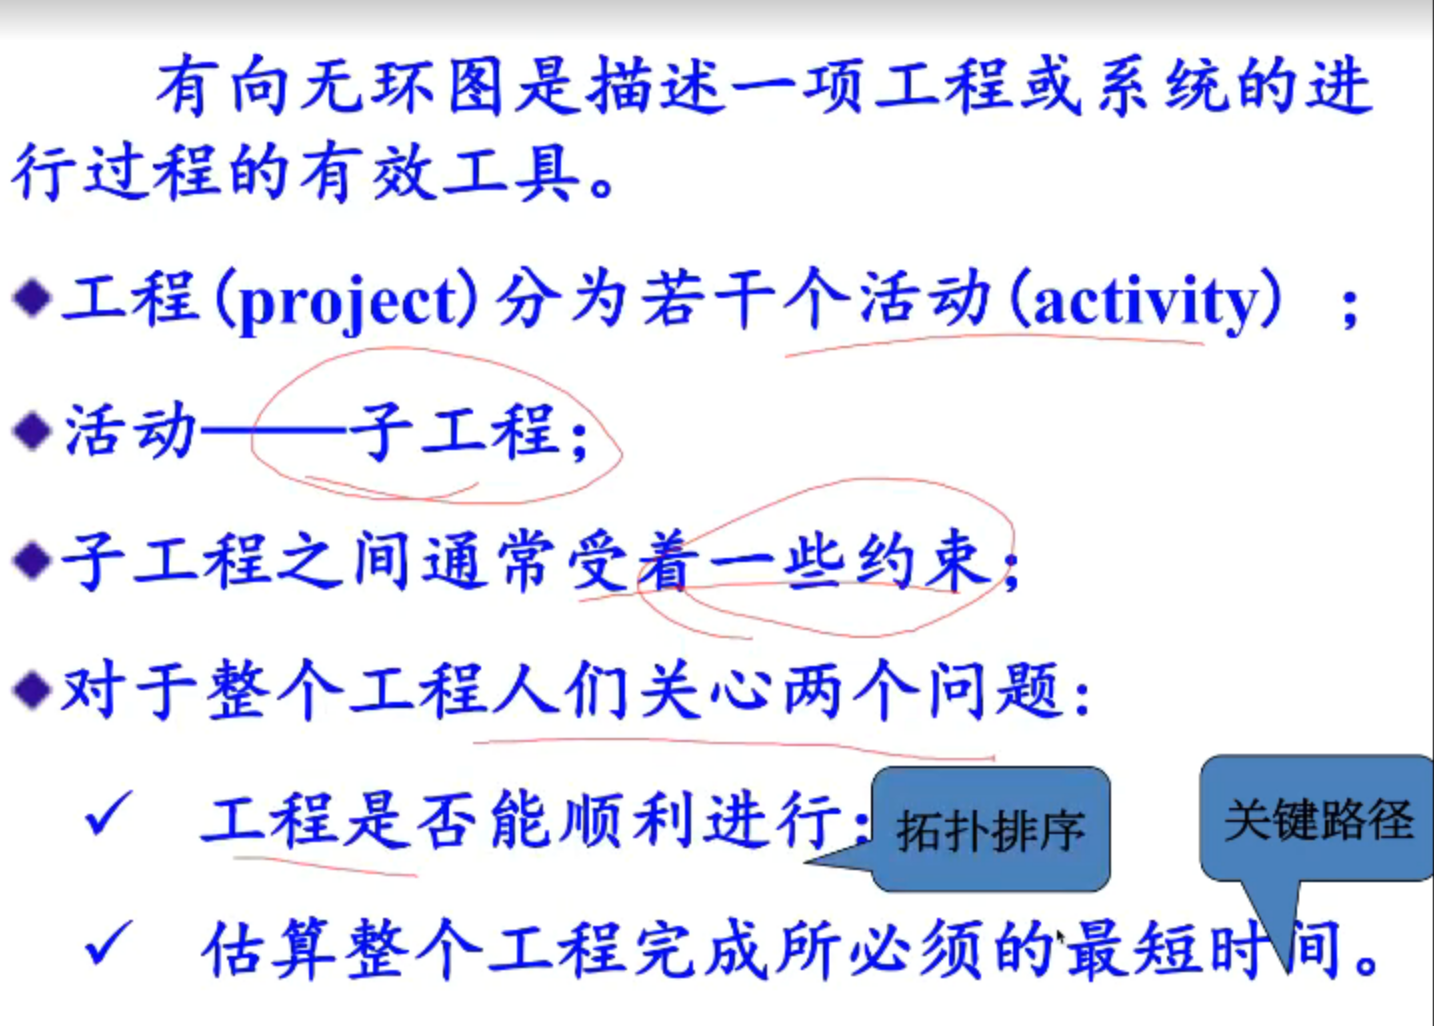 有向无环图是描述一项工程或系统的进
行过程的有效工具。
工程(project)分为若干个活动(activity) ；
活动——子工程；
子工程之间通常受着一些约束；
对于整个工程人们关心两个问题：
✓ 工程是否能顺利进行；
拓扑排序
关键路径
✓ 估算整个工程完成所必须的最短时间。